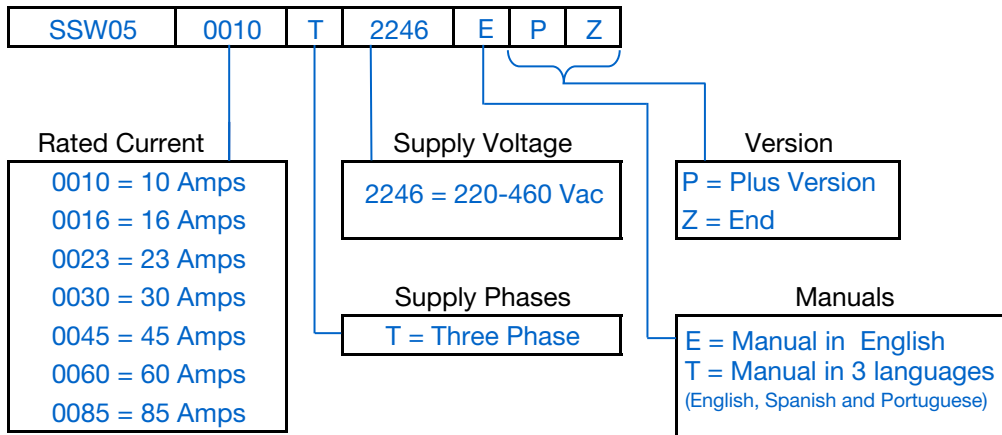 SSW05 0010 T 2246 E P Z
Rated Current
0010 = 10 Amps
0016 = 16 Amps
0023 = 23 Amps
0030 = 30 Amps
0045 = 45 Amps
0060 = 60 Amps
0085 = 85 Amps
Supply Voltage
2246 = 220-460 Vac
Supply Phases
T = Three Phase
Version
P = Plus Version
Z = End
Manuals
E = Manual in English
T = Manual in 3 languages
(English, Spanish and Portuguese)